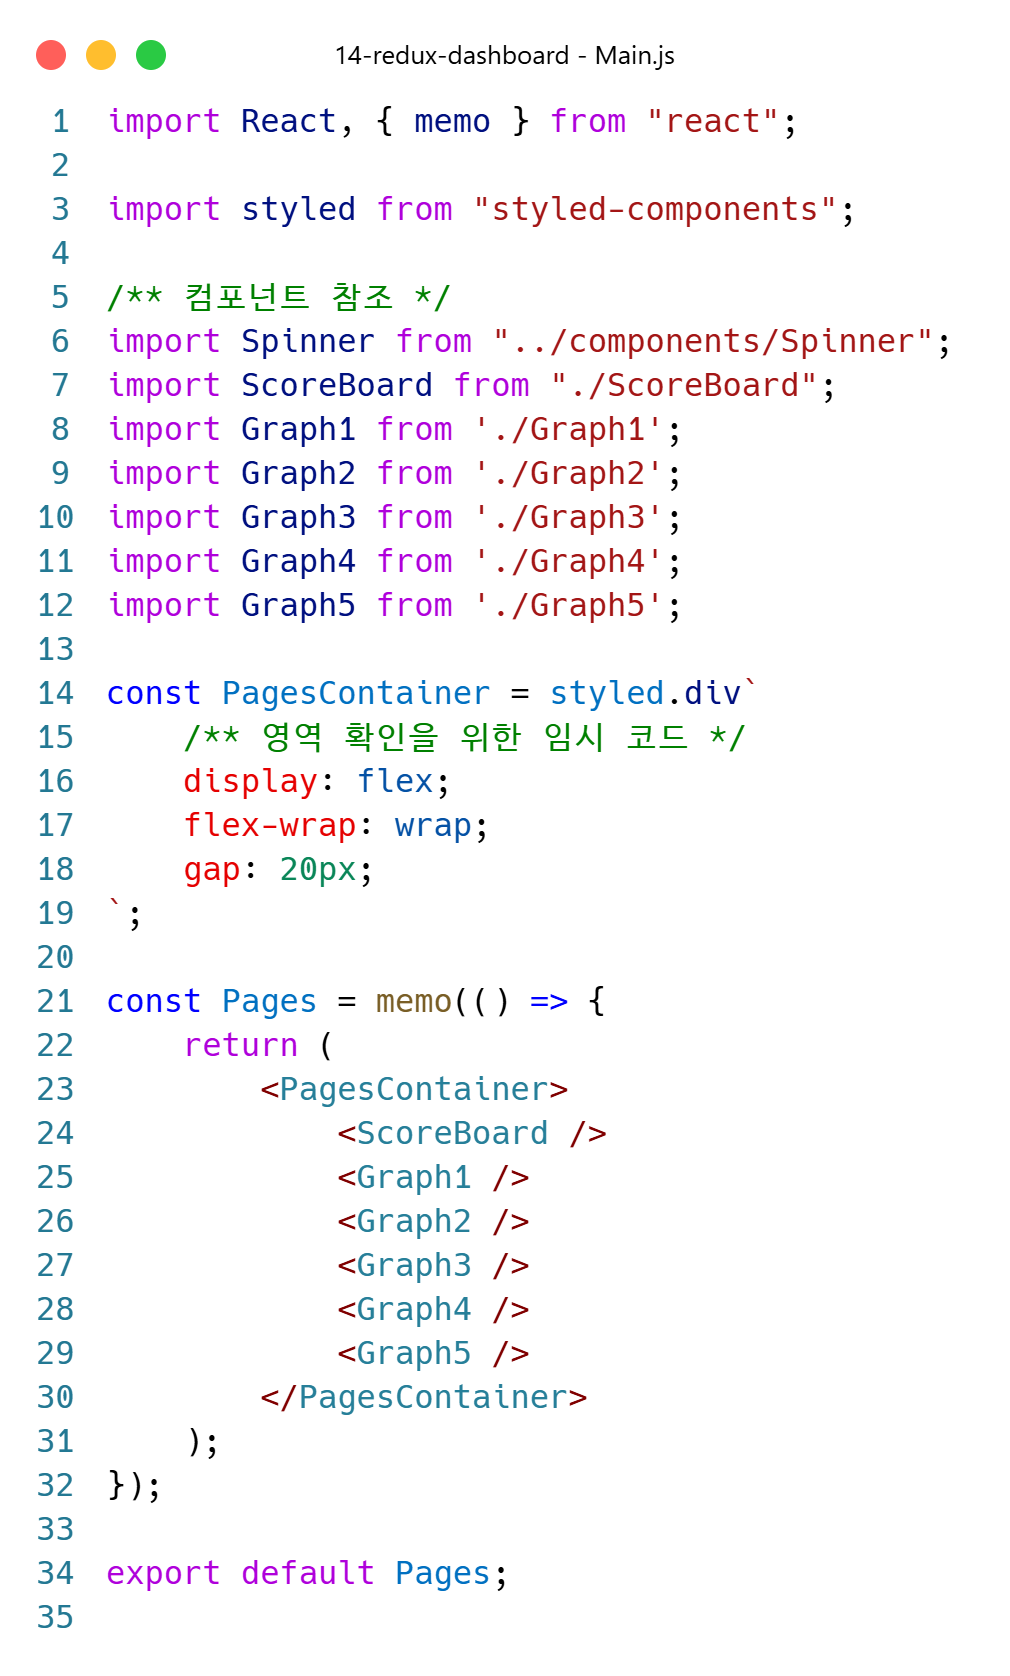 14-redux-dashboard - Main.js
1 import React, { memo } from "react";
2
3 import styled from "styled-components";
4
5 /** 컴포넌트 참조 */
6 import Spinner from "../components/Spinner";
7 import ScoreBoard from "./ScoreBoard";
8 import Graph1 from './Graph1';
9 import Graph2 from './Graph2';
10 import Graph3 from './Graph3';
11 import Graph4 from './Graph4';
12 import Graph5 from './Graph5';
13
14 const PagesContainer = styled.div`
15     /** 영역 확인을 위한 임시 코드 */
16     display: flex;
17     flex-wrap: wrap;
18     gap: 20px;
19 `;
20
21 const Pages = memo(() => {
22     return (
23         <PagesContainer>
24             <ScoreBoard />
25             <Graph1 />
26             <Graph2 />
27             <Graph3 />
28             <Graph4 />
29             <Graph5 />
30         </PagesContainer>
31     );
32 });
33
34 export default Pages;
35